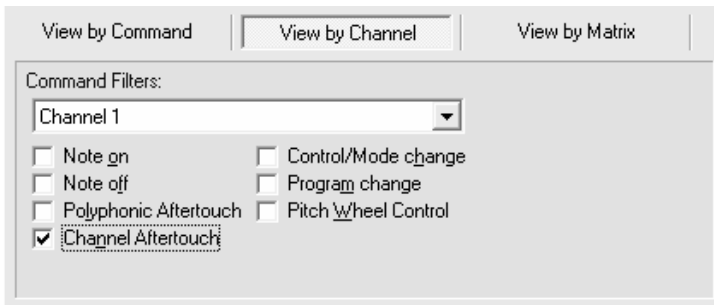 View by Command View by Channel View by Matrix
Command Filters:
Channel 1
Note on Control/Mode change
Note off Program change
Polyphonic Aftertouch Pitch Wheel Control
Channel Aftertouch